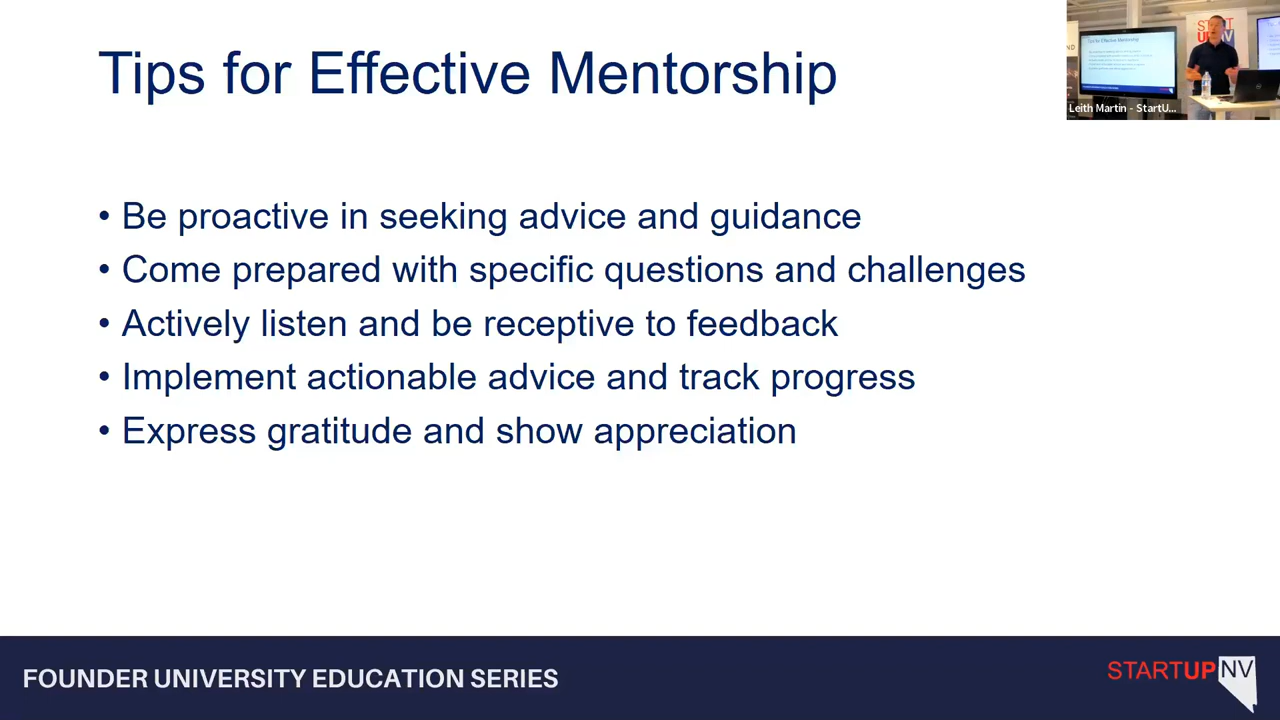 Tips for Effective Mentorship
Leith Martin - StartU...
• Be proactive in seeking advice and guidance
• Come prepared with specific questions and challenges
• Actively listen and be receptive to feedback
• Implement actionable advice and track progress
• Express gratitude and show appreciation
FOUNDER UNIVERSITY EDUCATION SERIES
STARTUPNV